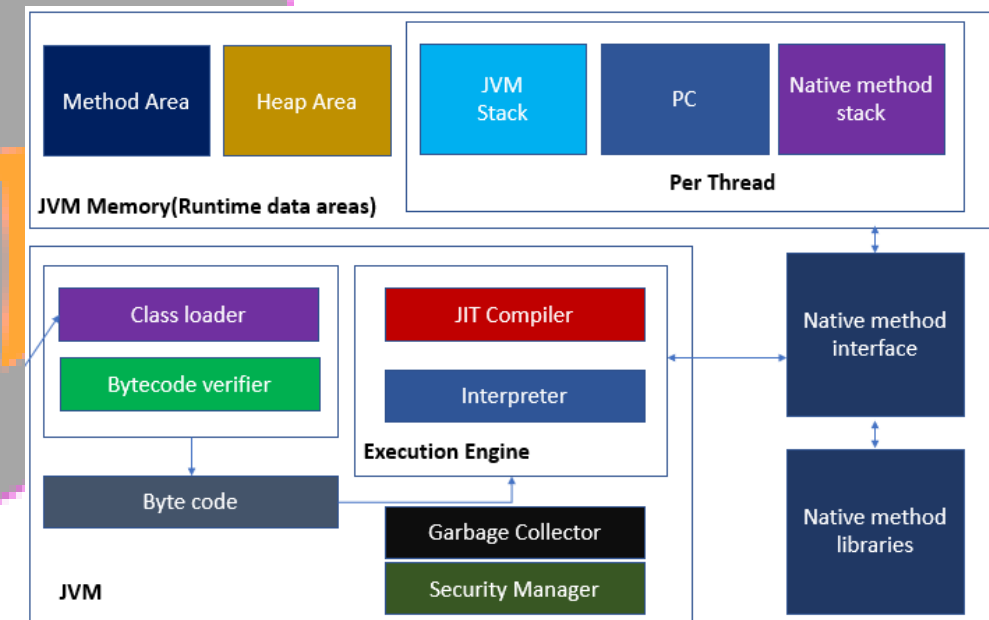 Method Area
Heap Area
JVM
Stack
PC
Native method
stack
Per Thread
JVM Memory(Runtime data areas)
Class loader
Bytecode verifier
JIT Compiler
Interpreter
Execution Engine
Byte code
Garbage Collector
Security Manager
JVM
Native method
interface
Native method
libraries